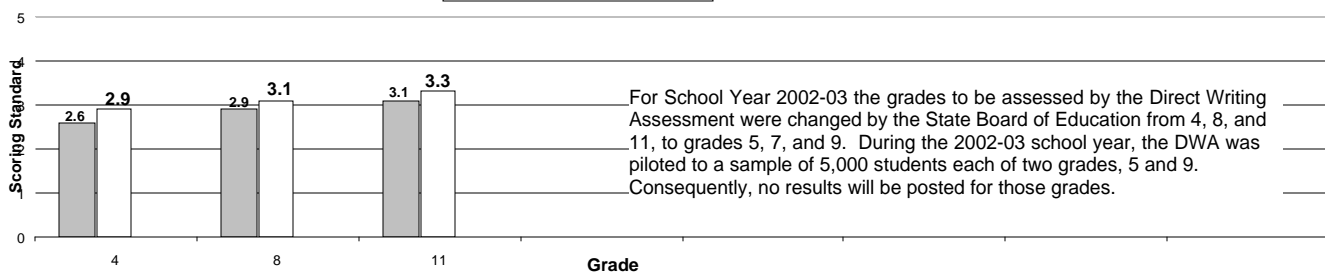 5
4
Scoring Standard
3
2
1
0
2.6
2.9
2.9
3.1
3.1
3.3
For School Year 2002-03 the grades to be assessed by the Direct Writing
Assessment were changed by the State Board of Education from 4, 8, and
11, to grades 5, 7, and 9. During the 2002-03 school year, the DWA was
piloted to a sample of 5,000 students each of two grades, 5 and 9.
Consequently, no results will be posted for those grades.
4
8
11
Grade